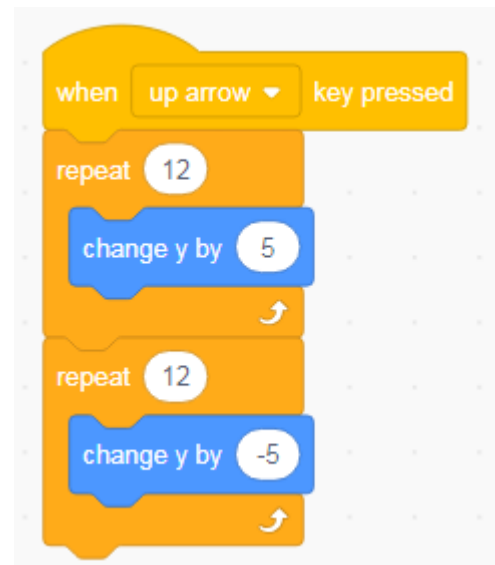 when up arrow key pressed
repeat 12
change y by 5
repeat 12
change y by -5